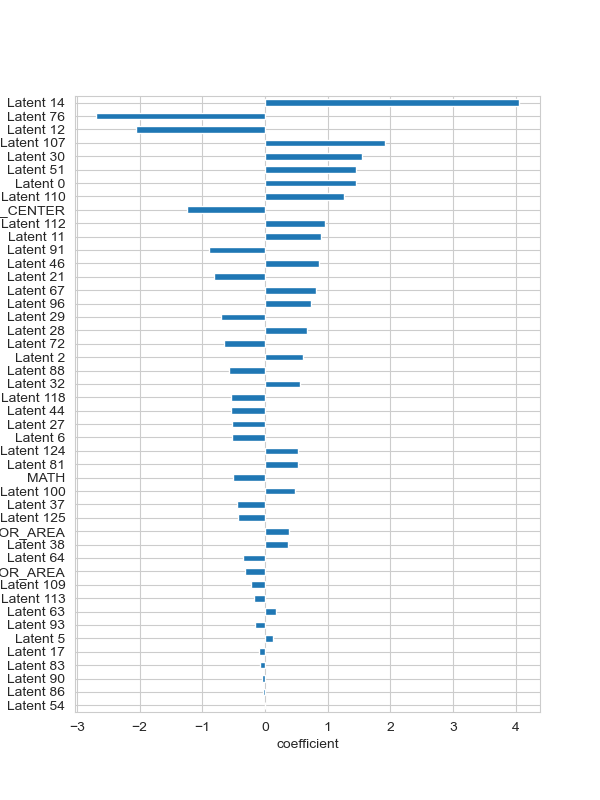 Latent 14
Latent 76
Latent 12
Latent 107
Latent 30
Latent 51
Latent 0
Latent 110
_CENTER
Latent 112
Latent 11
Latent 91
Latent 46
Latent 21
Latent 67
Latent 96
Latent 29
Latent 28
Latent 72
Latent 2
Latent 88
Latent 32
Latent 118
Latent 44
Latent 27
Latent 6
Latent 124
Latent 81
MATH
Latent 100
Latent 37
Latent 125
OR_AREA
Latent 38
Latent 64
OR_AREA
Latent 109
Latent 113
Latent 63
Latent 93
Latent 5
Latent 17
Latent 83
Latent 90
Latent 86
Latent 54
−3 −2 −1 0 1 2 3 4
coefficient